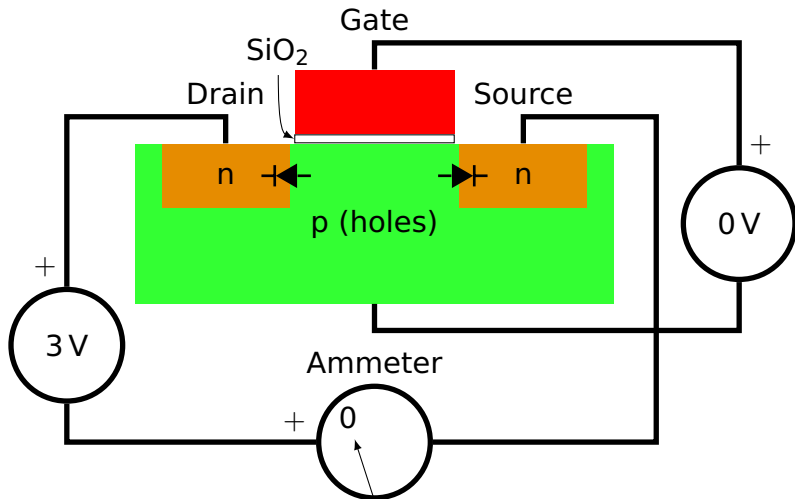 Gate
SiO₂
Drain
Source
+
n
n
p (holes)
0 V
+
3 V
Ammeter
+
0